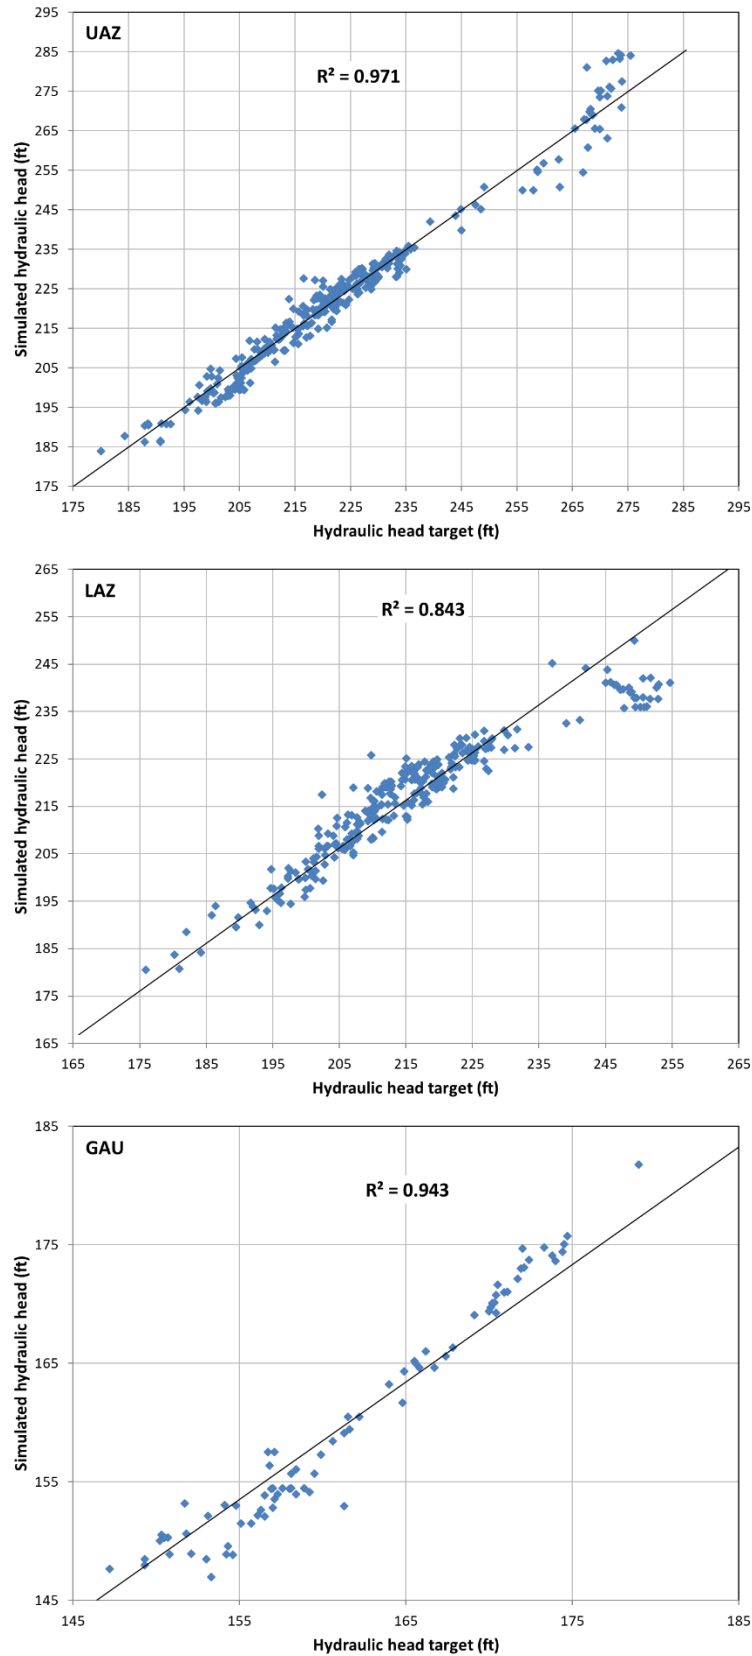 295
UAZ
285
R² = 0.971
275
265
255
245
235
225
215
205
195
185
175
Simulated hydraulic head (ft)
175 185 195 205 215 225 235 245 255 265 275 285 295
Hydraulic head target (ft)
265
LAZ
R² = 0.843
255
245
235
225
215
205
195
185
175
165
Simulated hydraulic head (ft)
165 175 185 195 205 215 225 235 245 255 265
Hydraulic head target (ft)
185
GAU
R² = 0.943
175
165
155
145
Simulated hydraulic head (ft)
145 155 165 175 185
Hydraulic head target (ft)